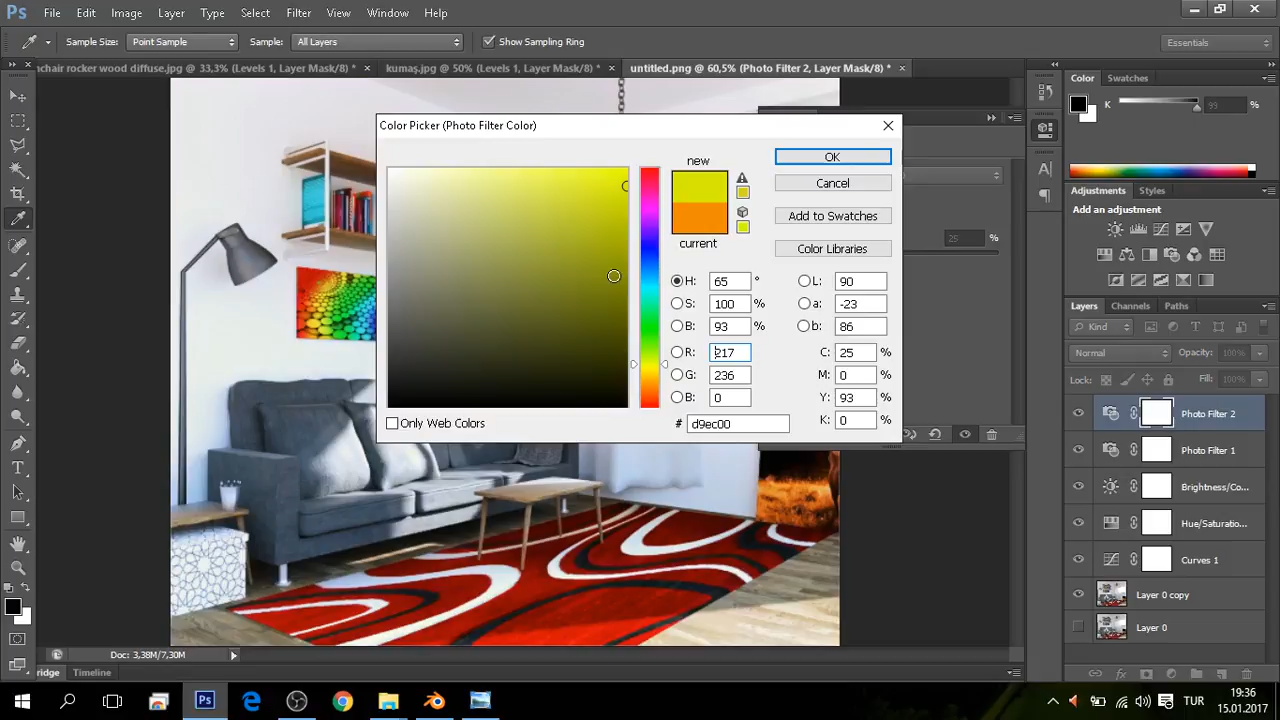 Ps File Edit Image Layer Type Select Filter View Window Help
Sample Size: Point Sample Sample: All Layers Show Sampling Ring Essentials
chair rocker wood diffuse.jpg @ 33,3% (Levels 1, Layer Mask/8) * × kumaş.jpg @ 50% (Levels 1, Layer Mask/8) * × untitled.png @ 60,5% (Photo Filter 2, Layer Mask/8) * ×
Color Swatches
K 99 %
Color Picker (Photo Filter Color)
new
current
OK
Cancel
Add to Swatches
Color Libraries
H: 65 °
S: 100 %
B: 93 %
R: 217
G: 236
B: 0
L: 90
a: -23
b: 86
C: 25 %
M: 0 %
Y: 93 %
K: 0 %
Only Web Colors
# d9ec00
25 %
Adjustments Styles
Add an adjustment
Layers Channels Paths
Kind
Normal Opacity:
Lock: Fill:
Photo Filter 2
Photo Filter 1
Brightness/Co...
Hue/Saturatio...
Curves 1
Layer 0 copy
Layer 0
Doc: 3,38M/7,30M
ridge Timeline
TUR
19:36
15.01.2017